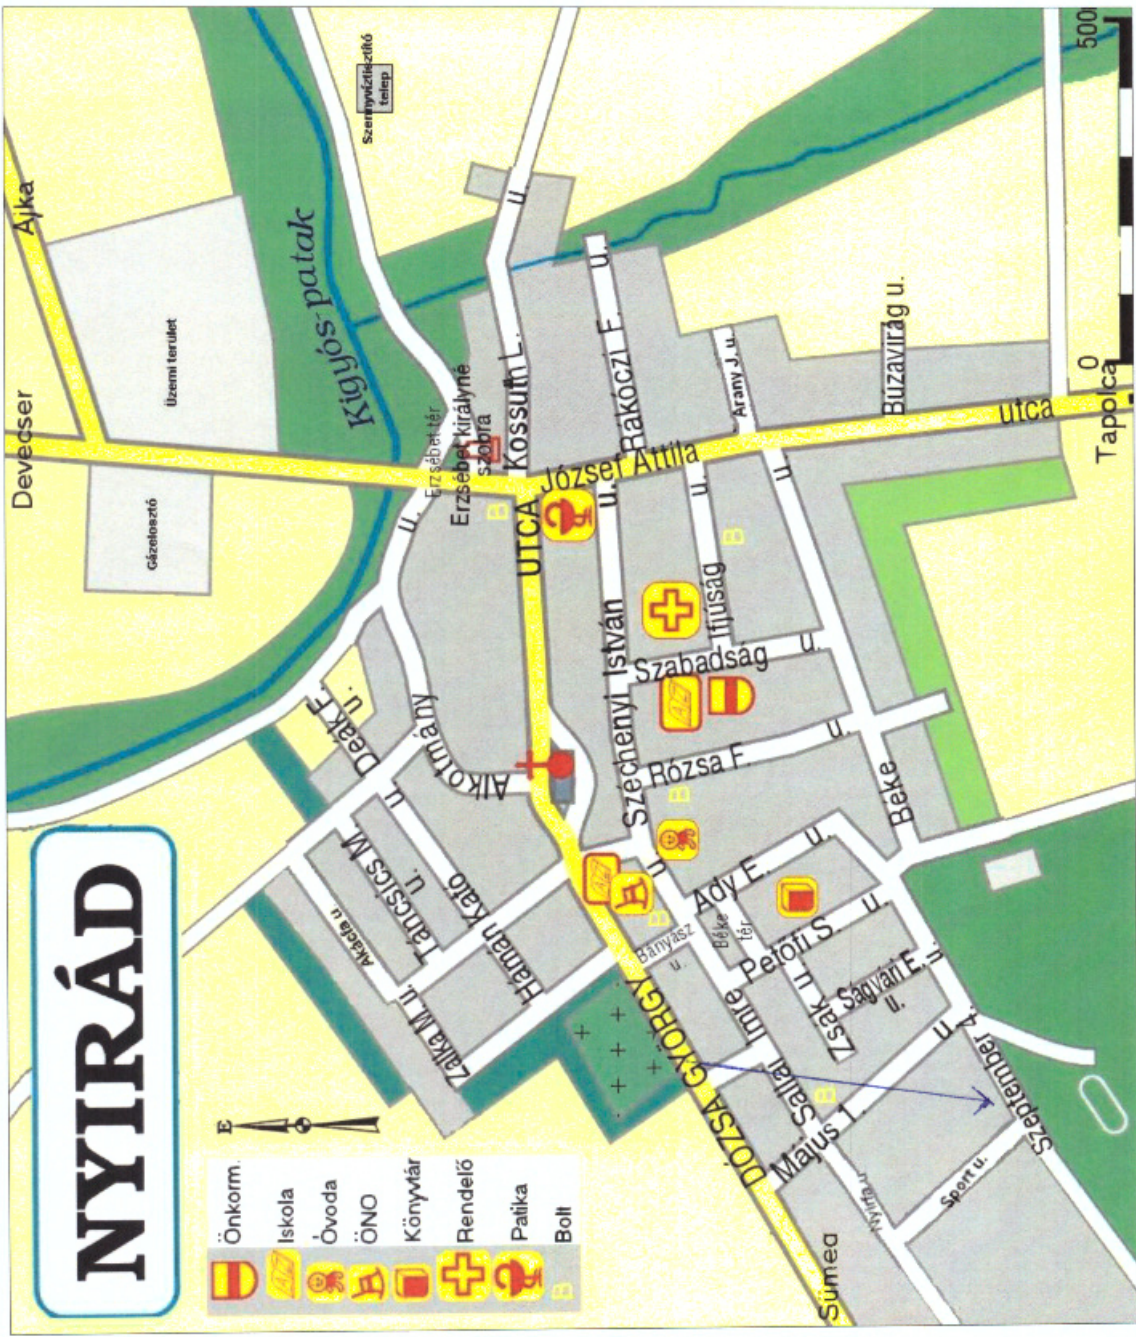 NYIRÁD
Önkorm.
Iskola
Óvoda
ÖNO
Könyvtár
Rendelő
Patika
Bolt
É
Devecser
Ajka
Gázelosztó
Üzemi terület
Kigyós-patak
Szennyvíztisztító
telep
Erzsébet tér
Erzsébet királyné
szobra
Kossuth L. u.
Rákóczi F. u.
Arany J. u.
Búzavirág u.
József Attila utca
Tapolca
0 500
DÓZSA GYÖRGY UTCA
Széchenyi István u.
Ifjúság u.
Szabadság u.
Rózsa F. u.
Béke u.
Alkotmány u.
Deák F. u.
Táncsics M. u.
Akácfa u.
Hámán Kató u.
Zalka M. u.
Ady E. u.
Béke
tér
Bányász
u.
Petőfi S. u.
Ságvári E. u.
Zsák u.
Sallai Imre u.
Május 1. u.
Szeptember 4. u.
Sport u.
Nyírfa u.
Sümeg
B
B
B
B
B